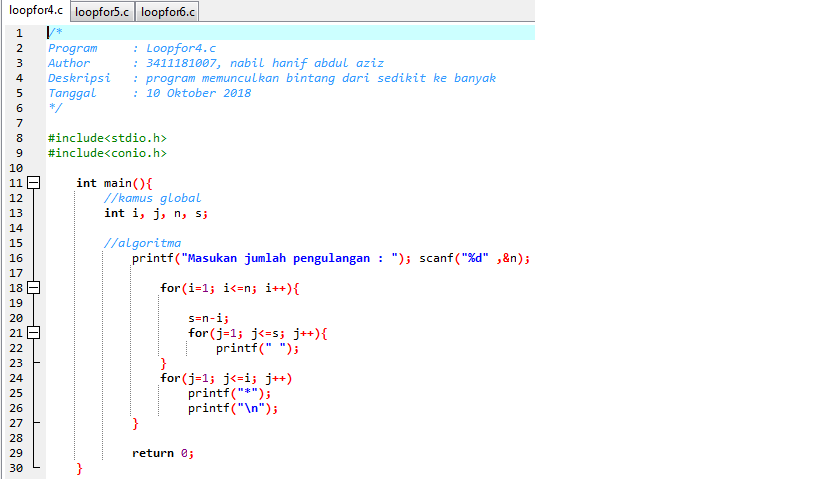 loopfor4.c loopfor5.c loopfor6.c
1 /*
2 Program : Loopfor4.c
3 Author : 3411181007, nabil hanif abdul aziz
4 Deskripsi : program memunculkan bintang dari sedikit ke banyak
5 Tanggal : 10 Oktober 2018
6 */
7
8 #include<stdio.h>
9 #include<conio.h>
10
11 int main(){
12 //kamus global
13 int i, j, n, s;
14
15 //algoritma
16 printf("Masukan jumlah pengulangan : "); scanf("%d" ,&n);
17
18 for(i=1; i<=n; i++){
19
20 s=n-i;
21 for(j=1; j<=s; j++){
22 printf(" ");
23 }
24 for(j=1; j<=i; j++)
25 printf("*");
26 printf("\n");
27 }
28
29 return 0;
30 }